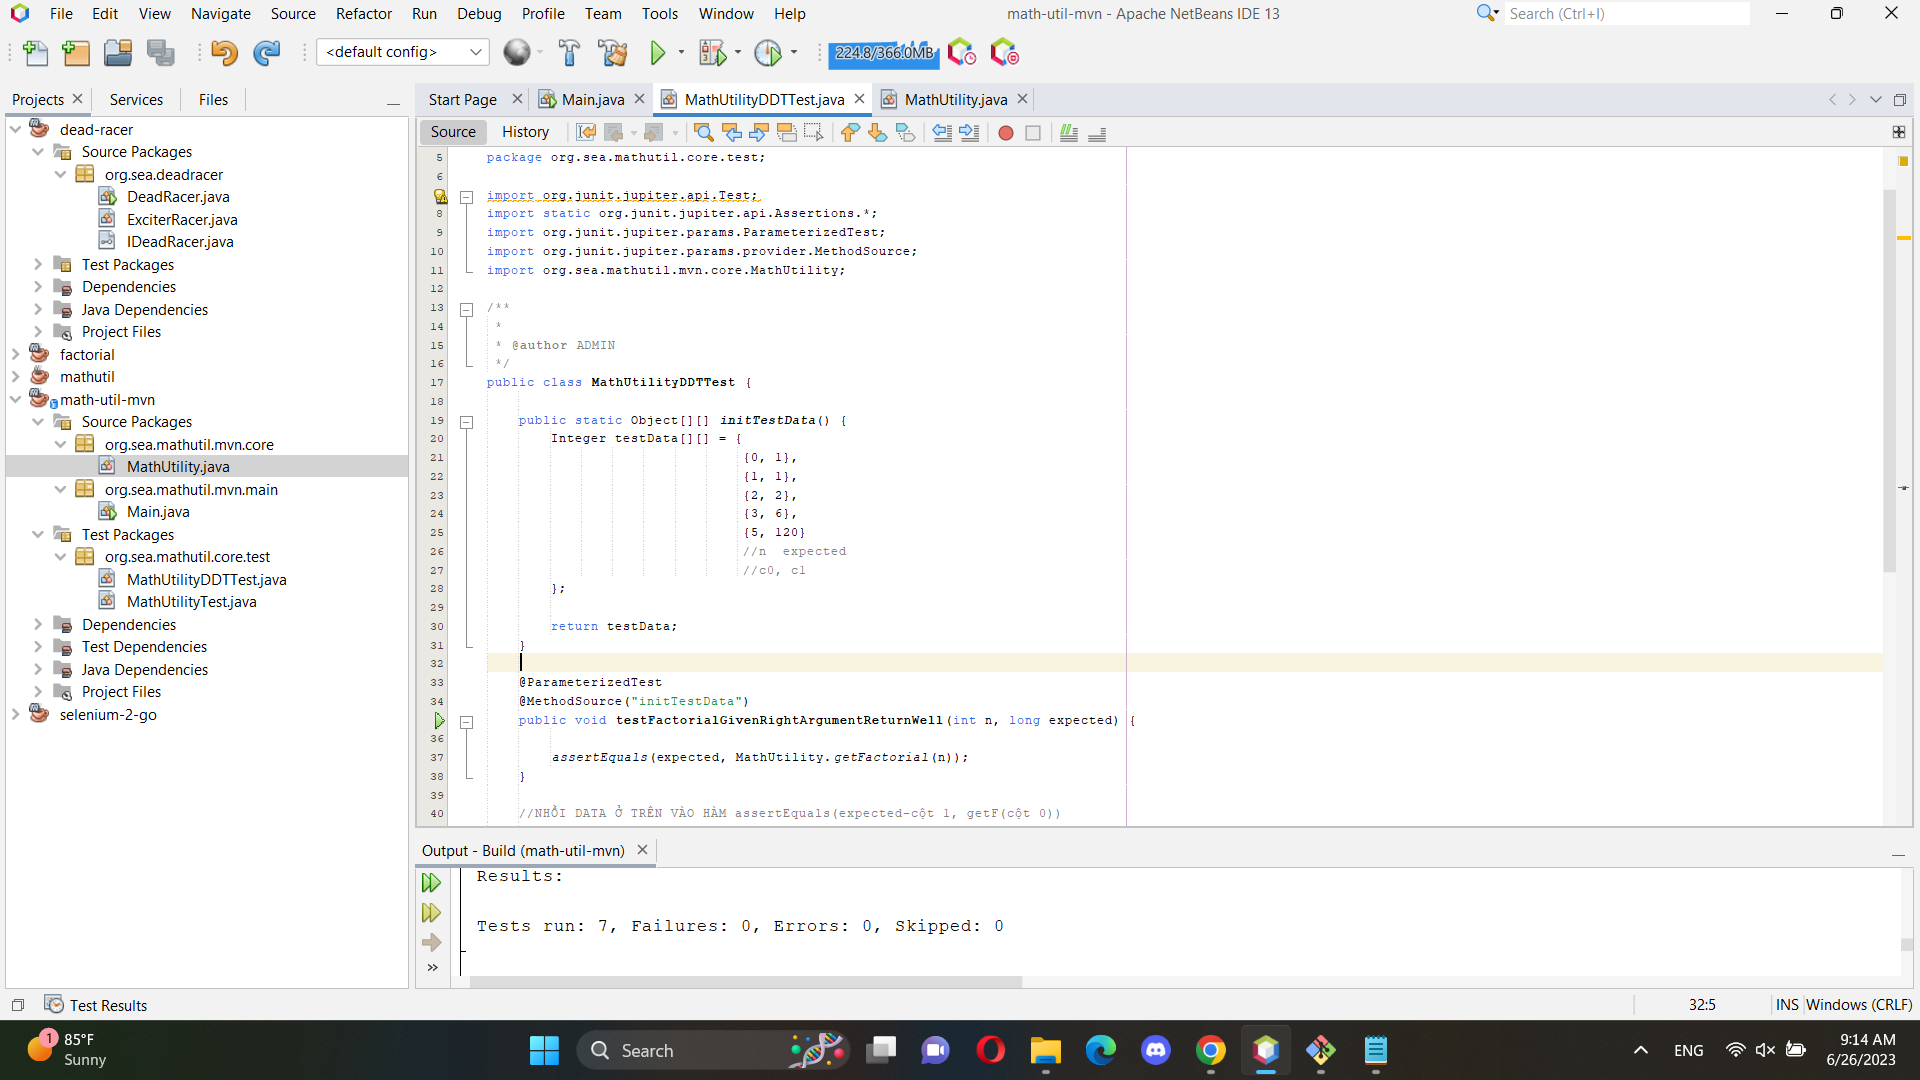 File Edit View Navigate Source Refactor Run Debug Profile Team Tools Window Help
math-util-mvn - Apache NetBeans IDE 13
Search (Ctrl+I)
<default config>
224.8/366.0MB
Projects
Services
Files
Start Page
Main.java
MathUtilityDDTTest.java
MathUtility.java
dead-racer
Source Packages
org.sea.deadracer
DeadRacer.java
ExciterRacer.java
IDeadRacer.java
Test Packages
Dependencies
Java Dependencies
Project Files
factorial
mathutil
math-util-mvn
Source Packages
org.sea.mathutil.mvn.core
MathUtility.java
org.sea.mathutil.mvn.main
Main.java
Test Packages
org.sea.mathutil.core.test
MathUtilityDDTTest.java
MathUtilityTest.java
Dependencies
Test Dependencies
Java Dependencies
Project Files
selenium-2-go
Source History
5 package org.sea.mathutil.core.test;
6
import org.junit.jupiter.api.Test;
8 import static org.junit.jupiter.api.Assertions.*;
9 import org.junit.jupiter.params.ParameterizedTest;
10 import org.junit.jupiter.params.provider.MethodSource;
11 import org.sea.mathutil.mvn.core.MathUtility;
12
13 /**
14 *
15 * @author ADMIN
16 */
17 public class MathUtilityDDTTest {
18
19 public static Object[][] initTestData() {
20 Integer testData[][] = {
21 {0, 1},
22 {1, 1},
23 {2, 2},
24 {3, 6},
25 {5, 120}
26 //n expected
27 //c0, c1
28 };
29
30 return testData;
31 }
32
33 @ParameterizedTest
34 @MethodSource("initTestData")
public void testFactorialGivenRightArgumentReturnWell(int n, long expected) {
36
37 assertEquals(expected, MathUtility.getFactorial(n));
38 }
39
40 //NHỒI DATA Ở TRÊN VÀO HÀM assertEquals(expected-cột 1, getF(cột 0))
Output - Build (math-util-mvn)
Results:
Tests run: 7, Failures: 0, Errors: 0, Skipped: 0
Test Results
32:5
INS
Windows (CRLF)
1
85°F
Sunny
Search
ENG
9:14 AM
6/26/2023